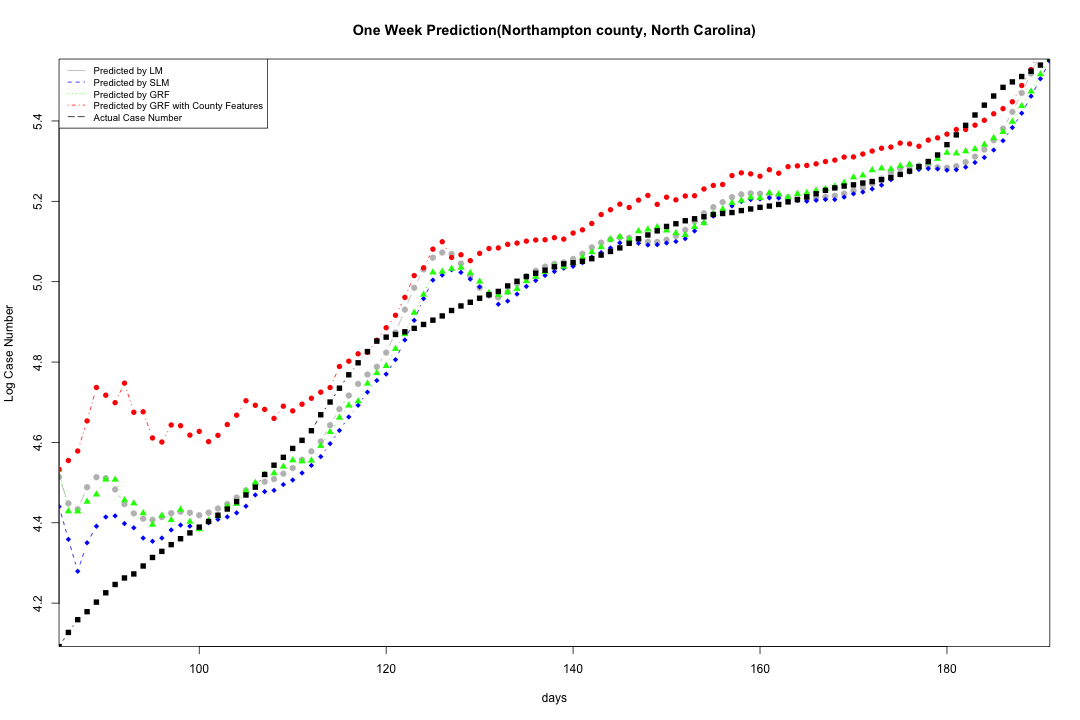 One Week Prediction(Northampton county, North Carolina)
Predicted by LM
Predicted by SLM
Predicted by GRF
Predicted by GRF with County Features
Actual Case Number
Log Case Number
5.4
5.2
5.0
4.8
4.6
4.4
4.2
100 120 140 160 180
days